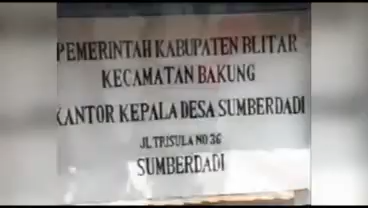 PEMERINTAH KABUPATEN BLITAR
KECAMATAN BAKUNG
KANTOR KEPALA DESA SUMBERDADI
JL TRISULA NO 36
SUMBERDADI